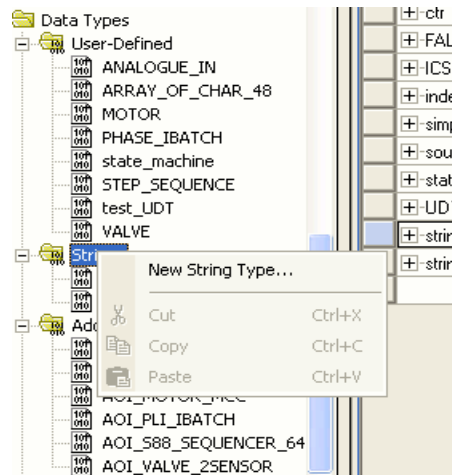 Data Types
User-Defined
ANALOGUE_IN
ARRAY_OF_CHAR_48
MOTOR
PHASE_IBATCH
state_machine
STEP_SEQUENCE
test_UDT
VALVE
New String Type...
Cut Ctrl+X
Copy Ctrl+C
Paste Ctrl+V
AOI_MOTOR_MCC
AOI_PLI_IBATCH
AOI_S88_SEQUENCER_64
AOI_VALVE_2SENSOR
ctr
FAL
ICS
inde
simp
sou
stat
UD
strin
strin